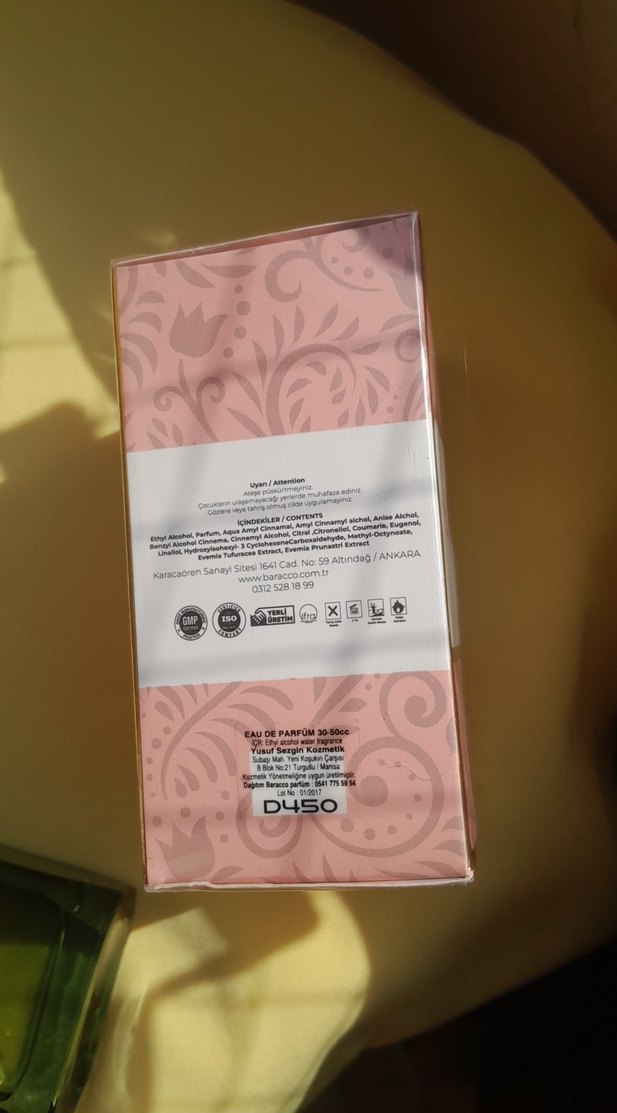 Uyarı / Attention
Ateşe püskürtmeyiniz.
Çocukların ulaşamayacağı yerlerde muhafaza ediniz
Gözlere veya tahriş olmuş cilde uygulamayınız.
İÇİNDEKİLER / CONTENTS
Ethyl Alcohol, Parfum, Aqua Amyl Cinnamal, Amyl Cinnamyl alchol, Anise Alchol,
Benzyl Alcohol Cinnema, Cinnemyl Alcohol, Citral ,Citronellol, Coumarie, Eugenol,
Linallol, Hydroxyisohexyl- 3 CyclohexeneCarboxaldehyde, Methyl-Octynoate,
Evernia Tufuracea Extract, Evemia Prunastri Extract
Karacaören Sanayi Sitesi 1641 Cad. No: 59 Altındağ / ANKARA
www.baracco.com.tr
0312 528 18 99
GMP
CERTIFIED
ISO
COMPANY
YERLİ
ÜRETİM
ifra
EAU DE PARFÜM 30-50cc
İÇR: Ethyl alcohol water fragrance
Yusuf Sezgin Kozmetik
Subaşı Mah. Yeni Koşukırı Çarşısı
B Blok No:21 Turgutlu / Manisa
Kozmetik Yönetmeliğine uygun üretilmiştir.
Dağıtım Baracco parfüm : 0541 775 59 54
Lot No : 01/2017
D450